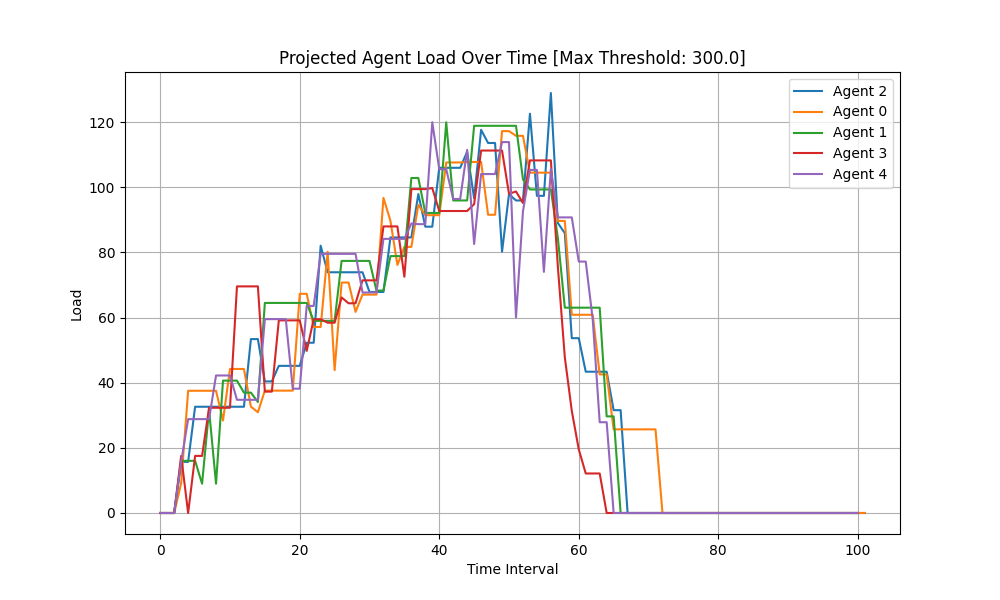 Projected Agent Load Over Time [Max Threshold: 300.0]
Agent 2
Agent 0
Agent 1
Agent 3
Agent 4
Load
120
100
80
60
40
20
0
0 20 40 60 80 100
Time Interval